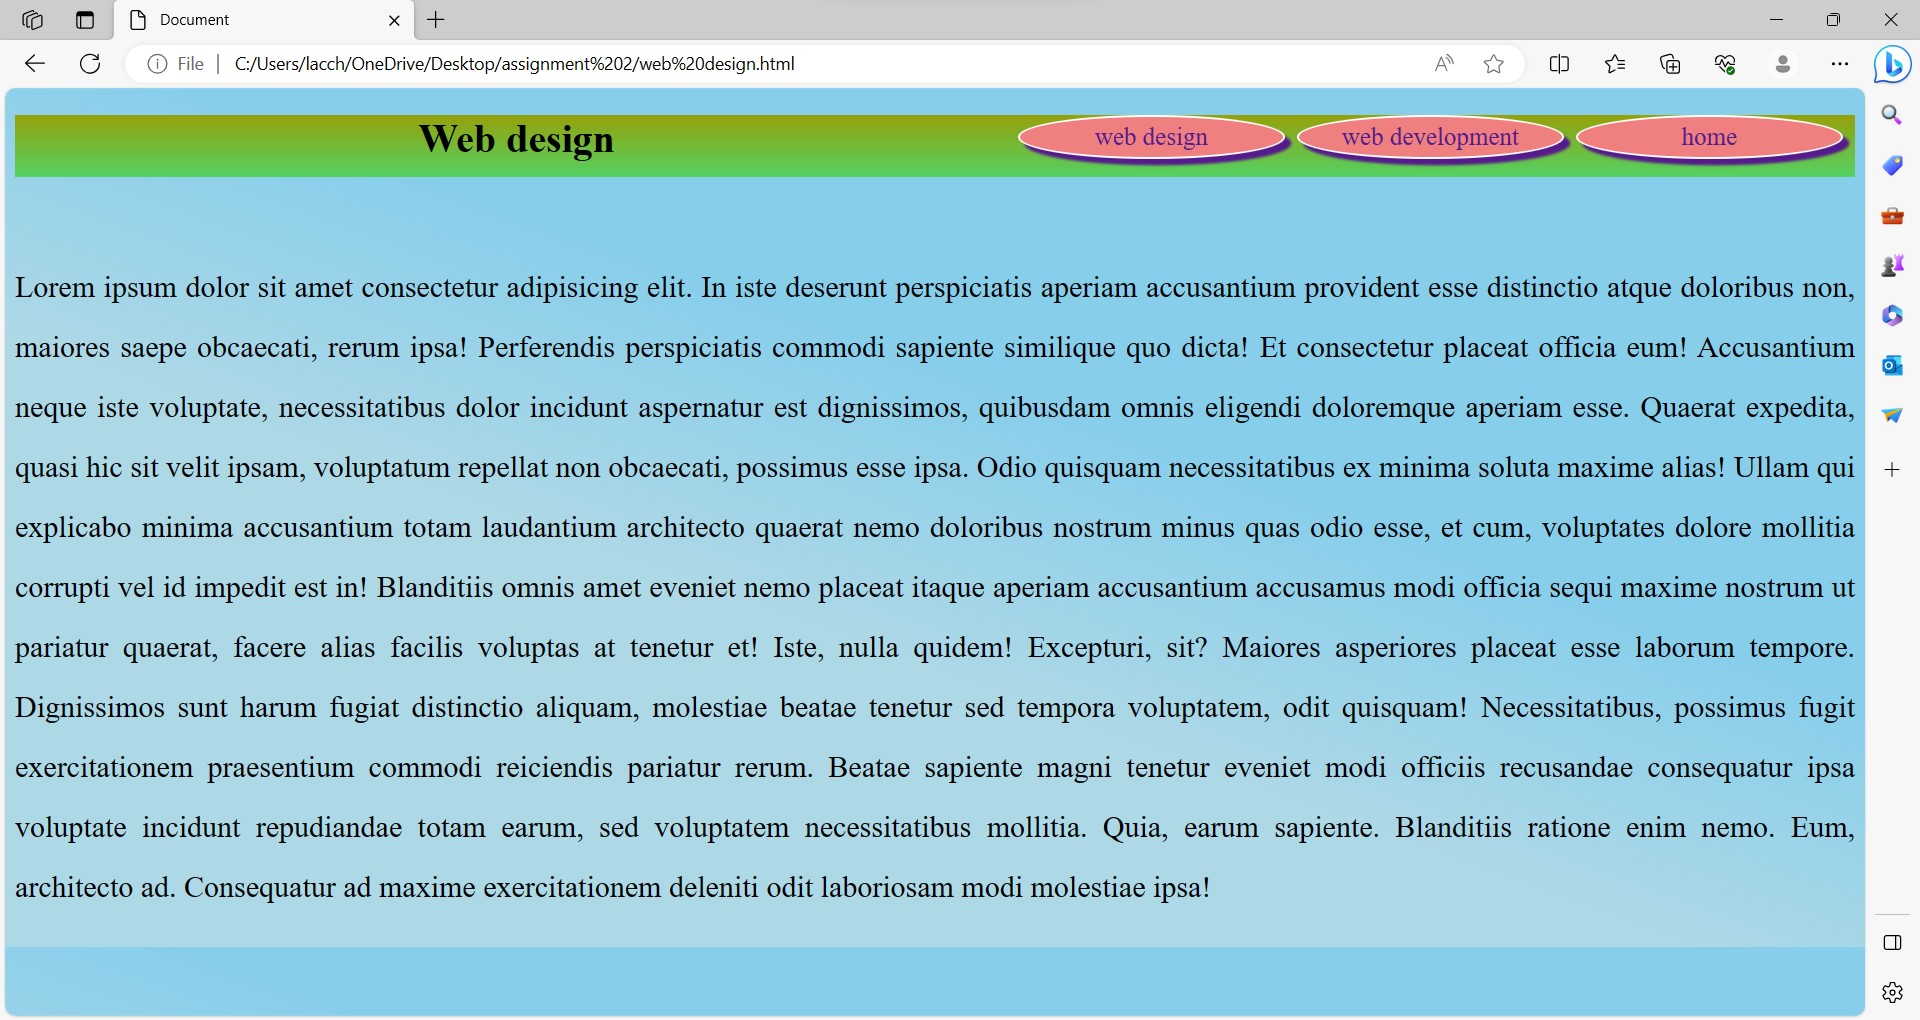 Document
File
C:/Users/lacch/OneDrive/Desktop/assignment%202/web%20design.html
Web design
web design
web development
home
Lorem ipsum dolor sit amet consectetur adipisicing elit. In iste deserunt perspiciatis aperiam accusantium provident esse distinctio atque doloribus non,
maiores saepe obcaecati, rerum ipsa! Perferendis perspiciatis commodi sapiente similique quo dicta! Et consectetur placeat officia eum! Accusantium
neque iste voluptate, necessitatibus dolor incidunt aspernatur est dignissimos, quibusdam omnis eligendi doloremque aperiam esse. Quaerat expedita,
quasi hic sit velit ipsam, voluptatum repellat non obcaecati, possimus esse ipsa. Odio quisquam necessitatibus ex minima soluta maxime alias! Ullam qui
explicabo minima accusantium totam laudantium architecto quaerat nemo doloribus nostrum minus quas odio esse, et cum, voluptates dolore mollitia
corrupti vel id impedit est in! Blanditiis omnis amet eveniet nemo placeat itaque aperiam accusantium accusamus modi officia sequi maxime nostrum ut
pariatur quaerat, facere alias facilis voluptas at tenetur et! Iste, nulla quidem! Excepturi, sit? Maiores asperiores placeat esse laborum tempore.
Dignissimos sunt harum fugiat distinctio aliquam, molestiae beatae tenetur sed tempora voluptatem, odit quisquam! Necessitatibus, possimus fugit
exercitationem praesentium commodi reiciendis pariatur rerum. Beatae sapiente magni tenetur eveniet modi officiis recusandae consequatur ipsa
voluptate incidunt repudiandae totam earum, sed voluptatem necessitatibus mollitia. Quia, earum sapiente. Blanditiis ratione enim nemo. Eum,
architecto ad. Consequatur ad maxime exercitationem deleniti odit laboriosam modi molestiae ipsa!